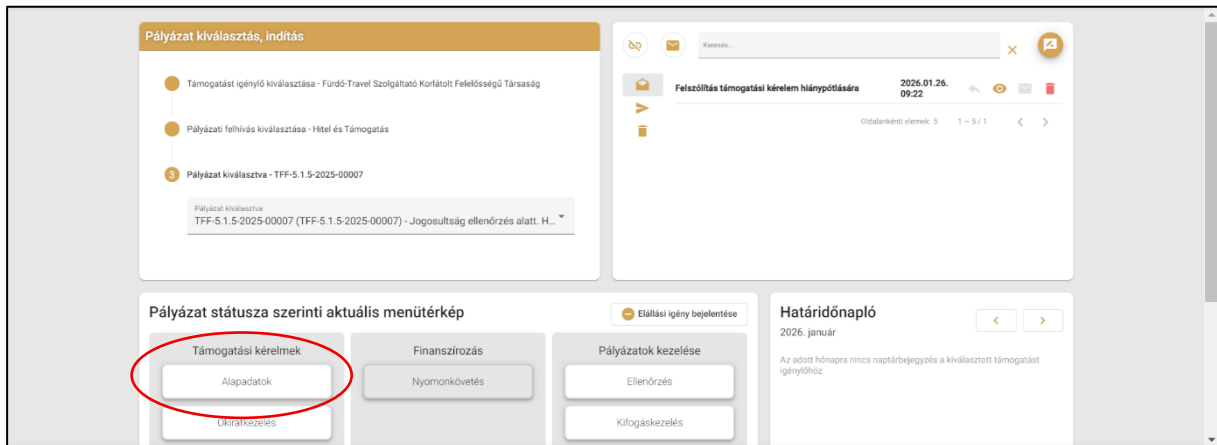 Pályázat kiválasztás, indítás
Támogatást igénylő kiválasztása - Fürdő-Travel Szolgáltató Korlátolt Felelősségű Társaság
Pályázati felhívás kiválasztása - Hitel és Támogatás
3 Pályázat kiválasztva - TFF-5.1.5-2025-00007
Pályázat kiválasztva
TFF-5.1.5-2025-00007 (TFF-5.1.5-2025-00007) - Jogosultság ellenőrzés alatt. H...
Keresés...
Felszólítás támogatási kérelem hiánypótlására
2026.01.26.
09:22
Oldalankénti elemek: 5 1 – 5 / 1
Pályázat státusza szerinti aktuális menütérkép
Elállási igény bejelentése
Támogatási kérelmek
Alapadatok
Okiratkezelés
Finanszírozás
Nyomonkövetés
Pályázatok kezelése
Ellenőrzés
Kifogáskezelés
Határidőnapló
2026. január
Az adott hónapra nincs naptárbejegyzés a kiválasztott támogatást
igénylőhöz